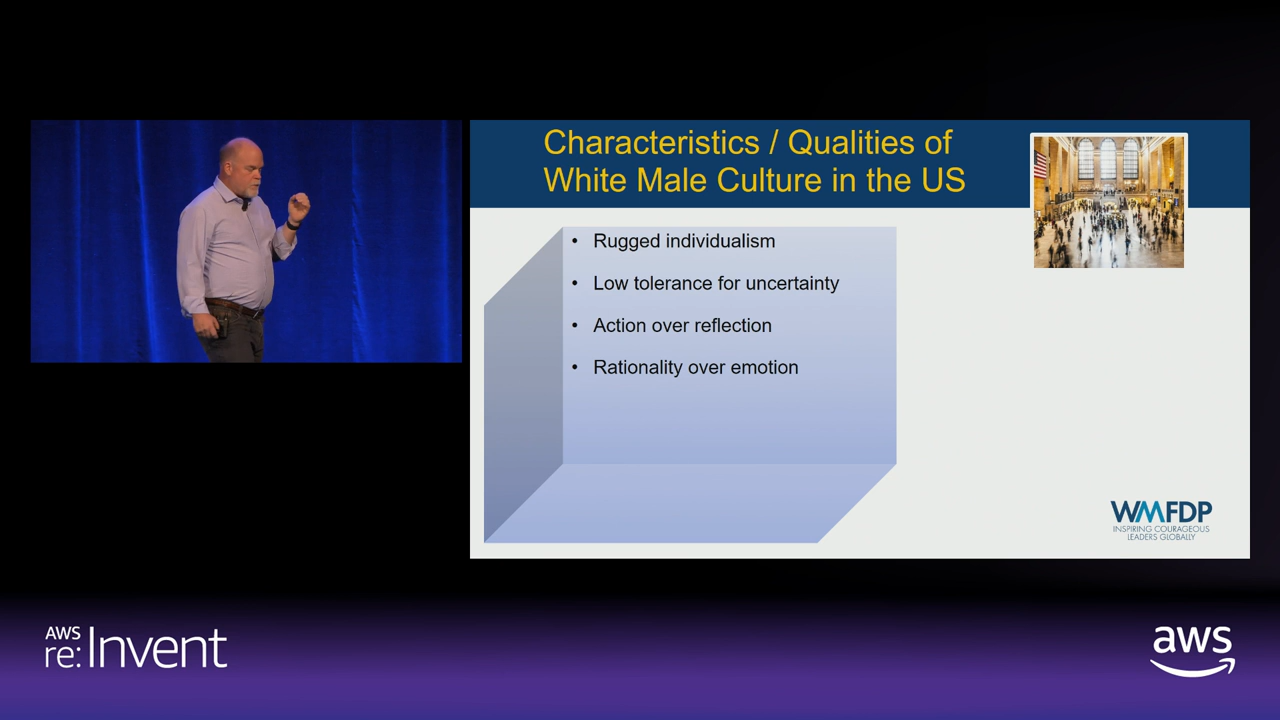 Characteristics / Qualities of
White Male Culture in the US
• Rugged individualism
• Low tolerance for uncertainty
• Action over reflection
• Rationality over emotion
WMFDP
INSPIRING COURAGEOUS
LEADERS GLOBALLY
AWS
re:Invent
aws